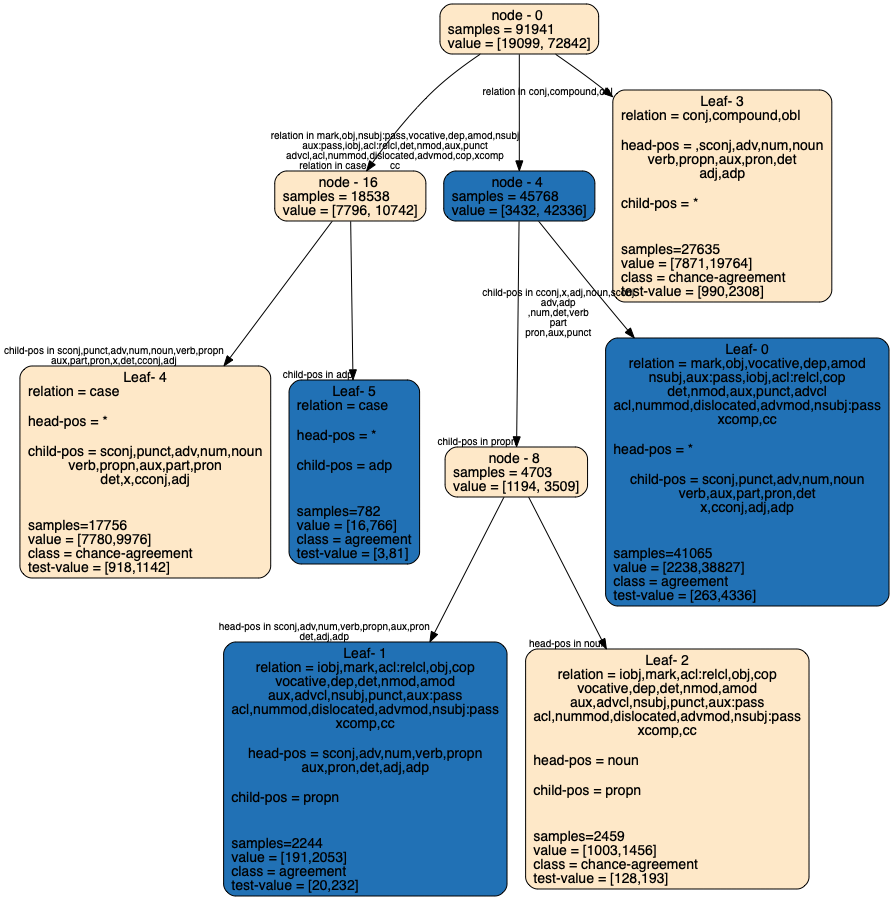 node - 0
samples = 91941
value = [19099, 72842]
relation in conj,compound,obl
Leaf- 3
relation = conj,compound,obl
head-pos = ,sconj,adv,num,noun
verb,propn,aux,pron,det
adj,adp
child-pos = *
samples=27635
value = [7871,19764]
class = chance-agreement
test-value = [990,2308]
relation in mark,obj,nsubj:pass,vocative,dep,amod,nsubj
aux:pass,iobj,acl:relcl,det,nmod,aux,punct
advcl,acl,nummod,dislocated,advmod,cop,xcomp
cc
relation in case
node - 16
samples = 18538
value = [7796, 10742]
node - 4
samples = 45768
value = [3432, 42336]
child-pos in cconj,x,adj,noun,sconj
adv,adp
,num,det,verb
part
pron,aux,punct
child-pos in sconj,punct,adv,num,noun,verb,propn
aux,part,pron,x,det,cconj,adj
Leaf- 4
relation = case
head-pos = *
child-pos = sconj,punct,adv,num,noun
verb,propn,aux,part,pron
det,x,cconj,adj
samples=17756
value = [7780,9976]
class = chance-agreement
test-value = [918,1142]
child-pos in adp
Leaf- 5
relation = case
head-pos = *
child-pos = adp
samples=782
value = [16,766]
class = agreement
test-value = [3,81]
Leaf- 0
relation = mark,obj,vocative,dep,amod
nsubj,aux:pass,iobj,acl:relcl,cop
det,nmod,aux,punct,advcl
acl,nummod,dislocated,advmod,nsubj:pass
xcomp,cc
head-pos = *
child-pos = sconj,punct,adv,num,noun
verb,aux,part,pron,det
x,cconj,adj,adp
samples=41065
value = [2238,38827]
class = agreement
test-value = [263,4336]
child-pos in propn
node - 8
samples = 4703
value = [1194, 3509]
head-pos in sconj,adv,num,verb,propn,aux,pron
det,adj,adp
Leaf- 1
relation = iobj,mark,acl:relcl,obj,cop
vocative,dep,det,nmod,amod
aux,advcl,nsubj,punct,aux:pass
acl,nummod,dislocated,advmod,nsubj:pass
xcomp,cc
head-pos = sconj,adv,num,verb,propn
aux,pron,det,adj,adp
child-pos = propn
samples=2244
value = [191,2053]
class = agreement
test-value = [20,232]
head-pos in noun
Leaf- 2
relation = iobj,mark,acl:relcl,obj,cop
vocative,dep,det,nmod,amod
aux,advcl,nsubj,punct,aux:pass
acl,nummod,dislocated,advmod,nsubj:pass
xcomp,cc
head-pos = noun
child-pos = propn
samples=2459
value = [1003,1456]
class = chance-agreement
test-value = [128,193]